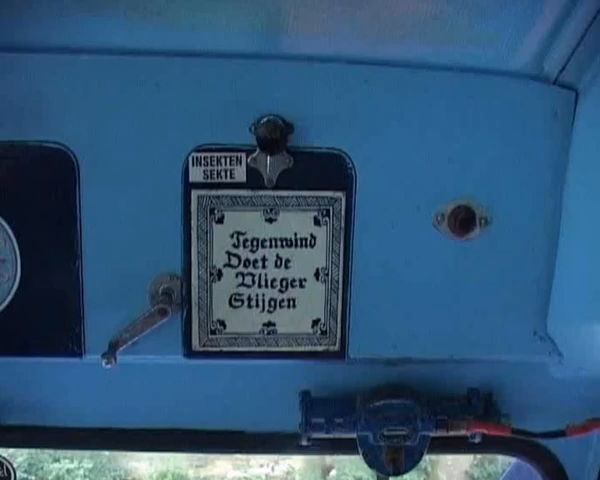 INSEKTEN
SEKTE
Tegenwind
Doet de
Vlieger
Stijgen